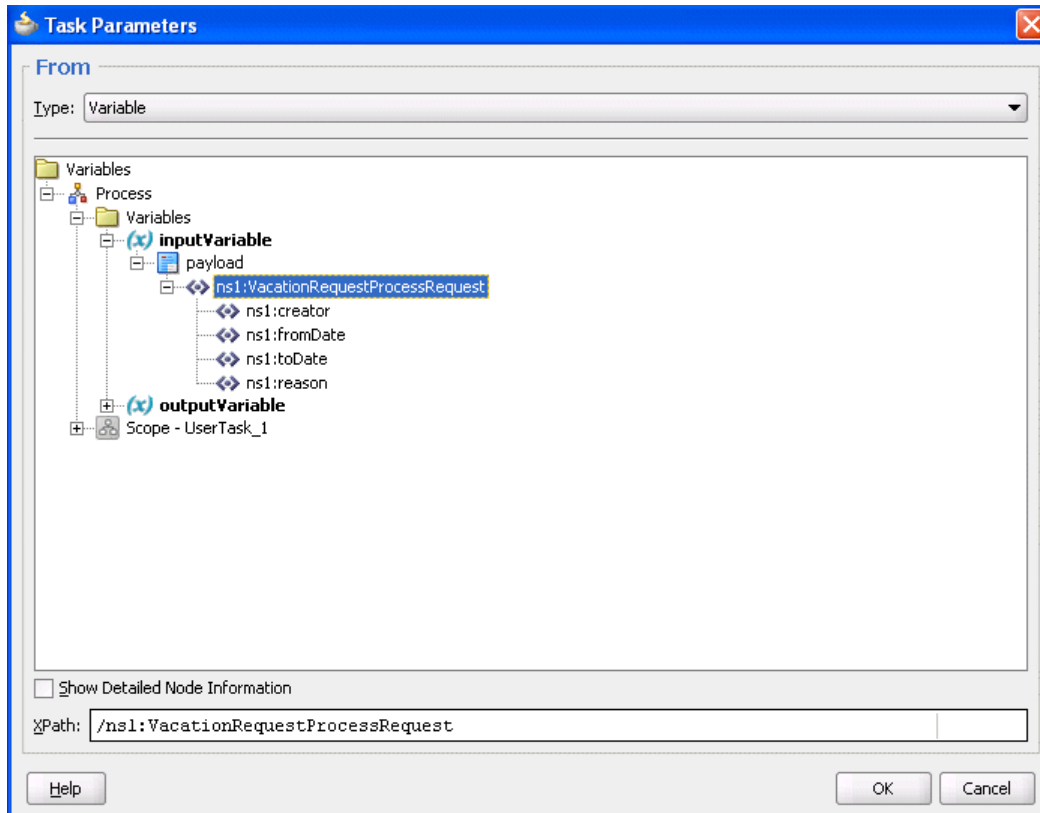 Task Parameters
From
Type: Variable
Variables
Process
Variables
(x) inputVariable
payload
ns1:VacationRequestProcessRequest
ns1:creator
ns1:fromDate
ns1:toDate
ns1:reason
(x) outputVariable
Scope - UserTask_1
Show Detailed Node Information
XPath: /ns1:VacationRequestProcessRequest
Help OK Cancel